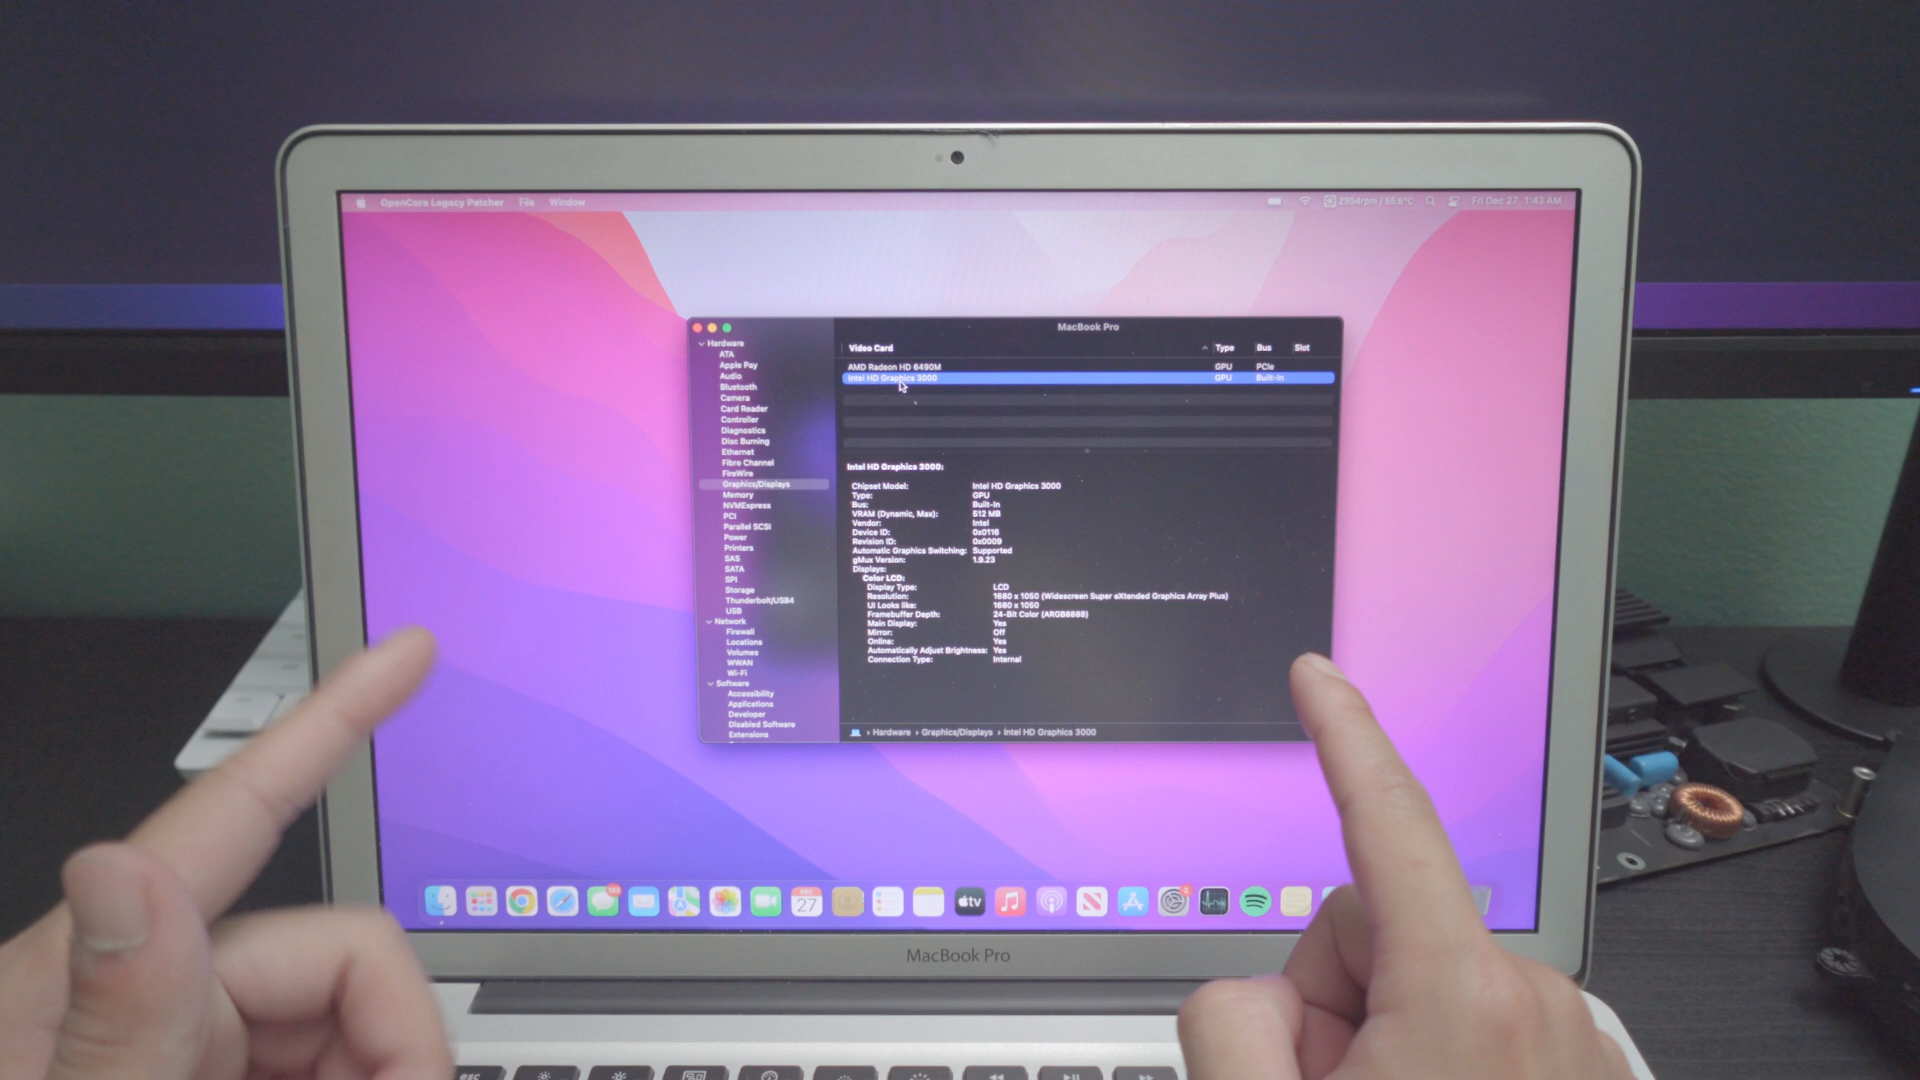 OpenCore Legacy Patcher File Window 2954rpm / 55.6°C Fri Dec 27 1:43 AM
MacBook Pro
Hardware
ATA
Apple Pay
Audio
Bluetooth
Camera
Card Reader
Controller
Diagnostics
Disc Burning
Ethernet
Fibre Channel
FireWire
Graphics/Displays
Memory
NVMExpress
PCI
Parallel SCSI
Power
Printers
SAS
SATA
SPI
Storage
Thunderbolt/USB4
USB
Network
Firewall
Locations
Volumes
WWAN
Wi-Fi
Software
Accessibility
Applications
Developer
Disabled Software
Extensions
Video Card Type Bus Slot
AMD Radeon HD 6490M GPU PCIe
Intel HD Graphics 3000 GPU Built-In
Intel HD Graphics 3000:
Chipset Model: Intel HD Graphics 3000
Type: GPU
Bus: Built-In
VRAM (Dynamic, Max): 512 MB
Vendor: Intel
Device ID: 0x0116
Revision ID: 0x0009
Automatic Graphics Switching: Supported
gMux Version: 1.9.23
Displays:
Color LCD:
Display Type: LCD
Resolution: 1680 x 1050 (Widescreen Super eXtended Graphics Array Plus)
UI Looks like: 1680 x 1050
Framebuffer Depth: 24-Bit Color (ARGB8888)
Main Display: Yes
Mirror: Off
Online: Yes
Automatically Adjust Brightness: Yes
Connection Type: Internal
› Hardware › Graphics/Displays › Intel HD Graphics 3000
DEC
27
tv
MacBook Pro
esc